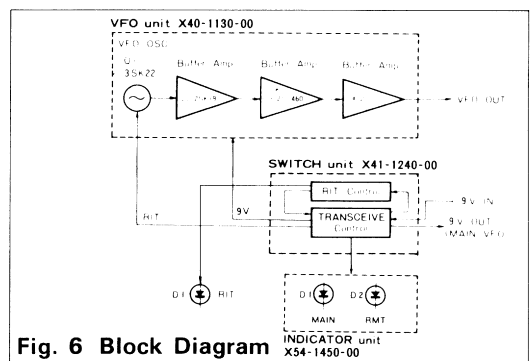 VFO unit X40-1130-00
VFO OSC
3SK22
Buffer Amp
Buffer Amp
Buffer Amp
VFO OUT
SWITCH unit X41-1240-00
RIT Control
TRANSCEIVE
Control
9V
RIT
9V IN
9V OUT
(MAIN VFO)
D1 RIT
D1 D2
MAIN RMT
INDICATOR unit
X54-1450-00
Fig. 6 Block Diagram